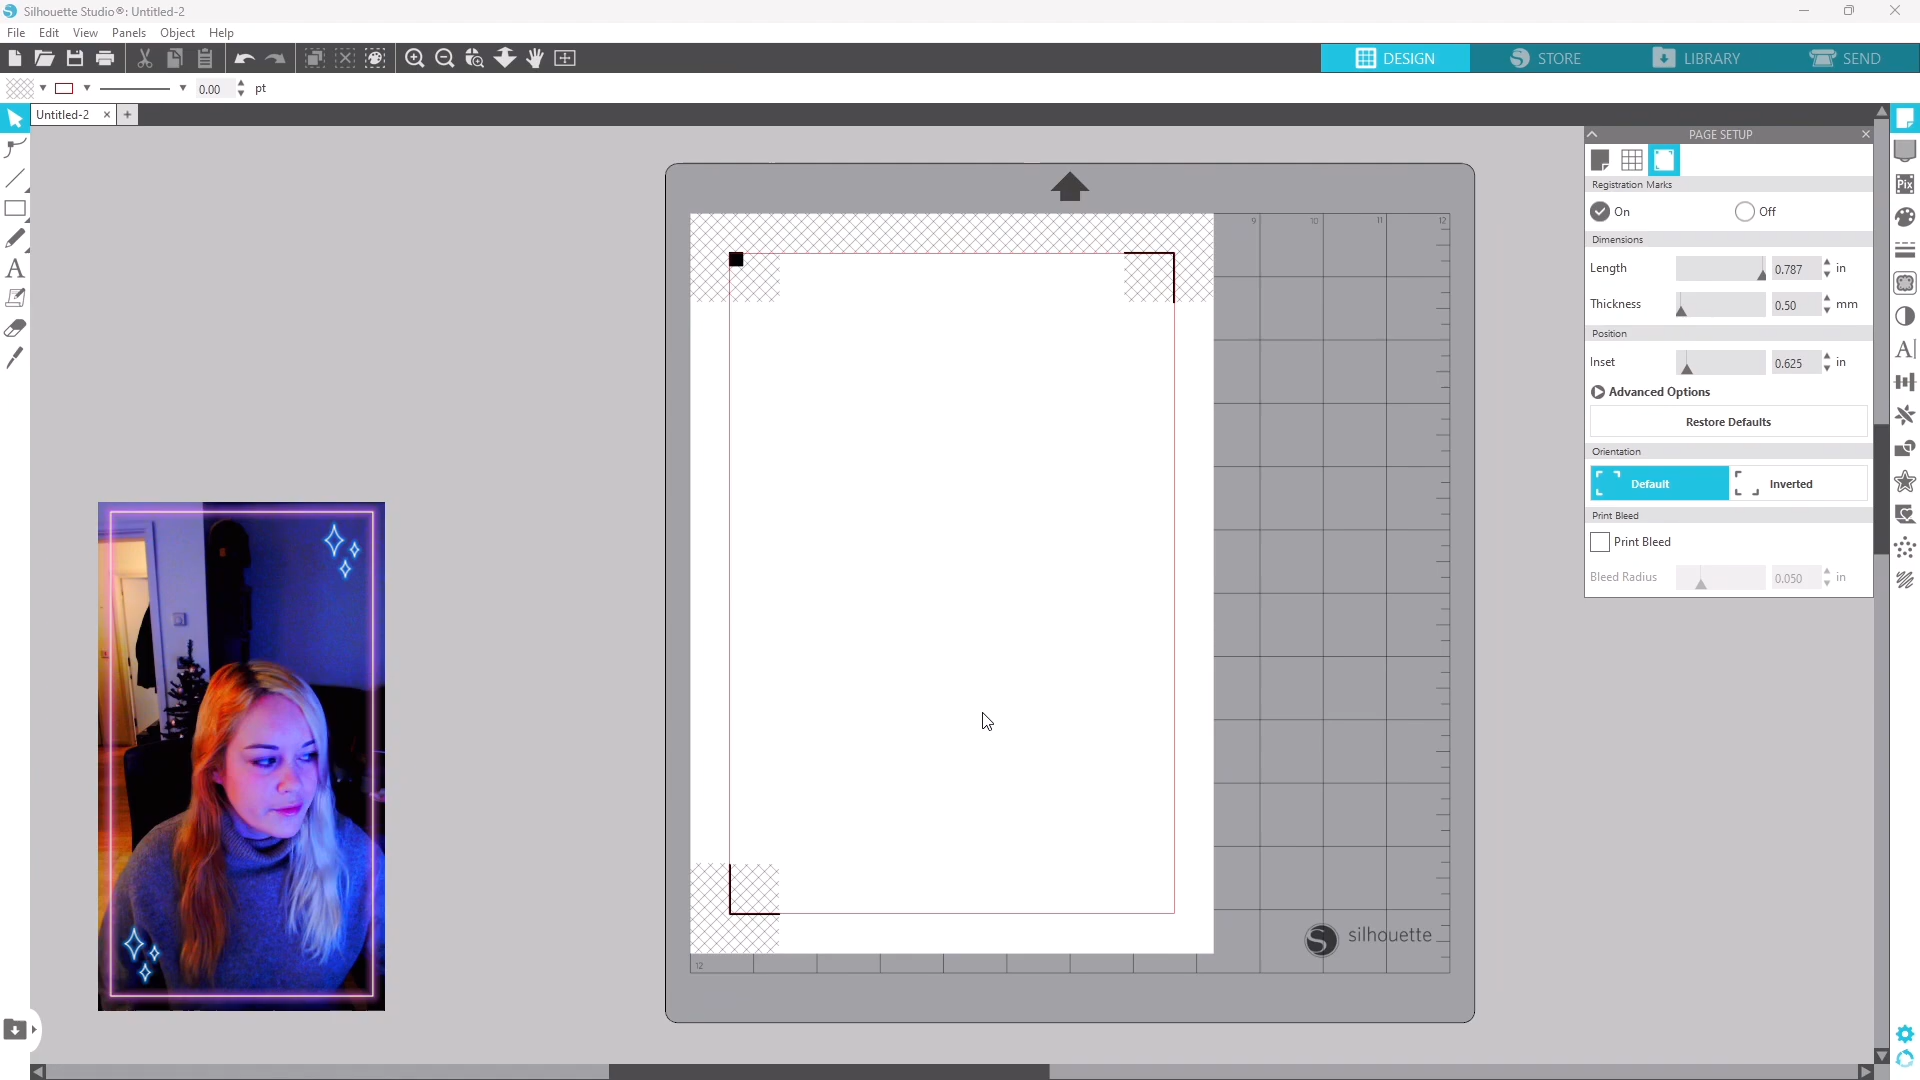 Silhouette Studio®: Untitled-2
File Edit View Panels Object Help
DESIGN STORE LIBRARY SEND
0.00 pt
Untitled-2 × +
PAGE SETUP
Pix
Registration Marks
On Off
Dimensions
Length 0.787 in
Thickness 0.50 mm
Position
Inset 0.625 in
Advanced Options
Restore Defaults
Orientation
Default Inverted
Print Bleed
Print Bleed
Bleed Radius 0.050 in
9 10 11 12
silhouette
12